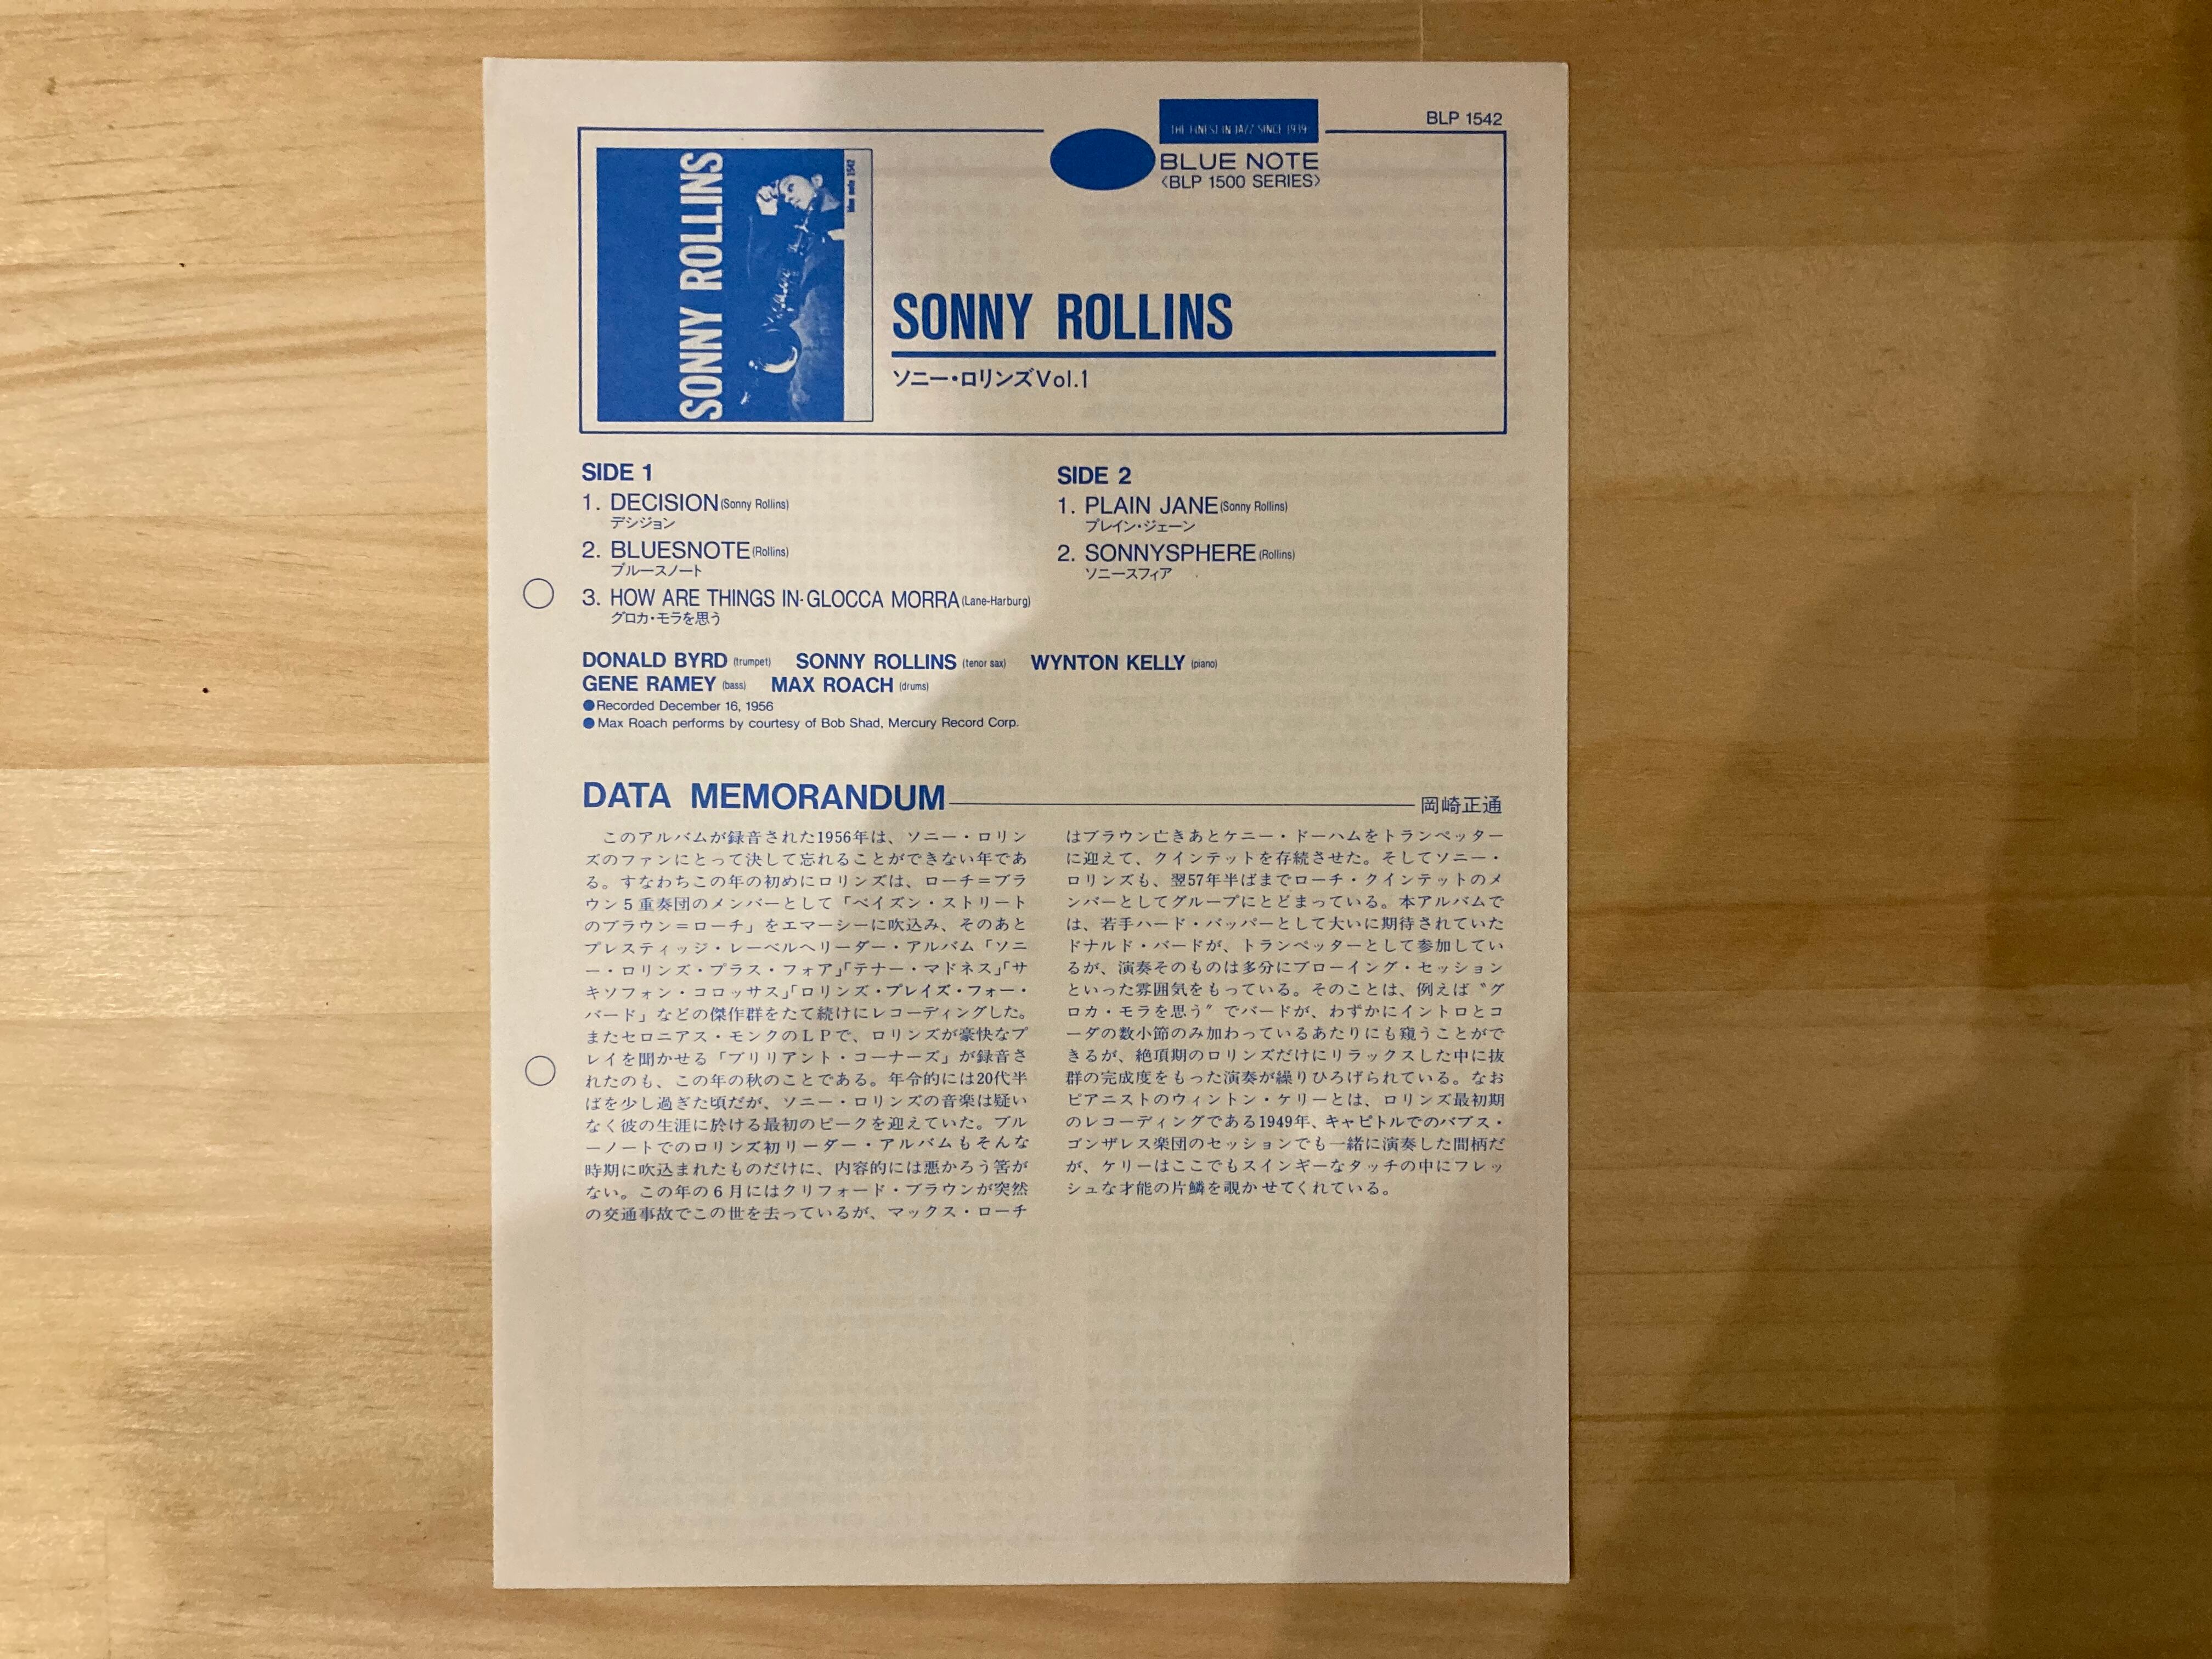 BLP 1542
THE FINEST IN JAZZ SINCE 1939
BLUE NOTE
〈BLP 1500 SERIES〉
SONNY ROLLINS
blue note 1542
SONNY ROLLINS
ソニー・ロリンズVol.1
SIDE 1
1. DECISION (Sonny Rollins)
デシジョン
2. BLUESNOTE (Rollins)
ブルースノート
3. HOW ARE THINGS IN·GLOCCA MORRA (Lane-Harburg)
グロカ・モラを思う
SIDE 2
1. PLAIN JANE (Sonny Rollins)
プレイン・ジェーン
2. SONNYSPHERE (Rollins)
ソニースフィア
DONALD BYRD (trumpet) SONNY ROLLINS (tenor sax) WYNTON KELLY (piano)
GENE RAMEY (bass) MAX ROACH (drums)
●Recorded December 16, 1956
●Max Roach performs by courtesy of Bob Shad, Mercury Record Corp.
DATA MEMORANDUM 岡崎正通
このアルバムが録音された1956年は、ソニー・ロリン
ズのファンにとって決して忘れることができない年であ
る。すなわちこの年の初めにロリンズは、ローチ=ブラ
ウン5重奏団のメンバーとして「ベイズン・ストリート
のブラウン=ローチ」をエマーシーに吹込み、そのあと
プレスティッジ・レーベルへリーダー・アルバム「ソニ
ー・ロリンズ・プラス・フォア」「テナー・マドネス」「サ
キソフォン・コロッサス」「ロリンズ・プレイズ・フォー・
バード」などの傑作群をたて続けにレコーディングした。
またセロニアス・モンクのLPで、ロリンズが豪快なプ
レイを聞かせる「ブリリアント・コーナーズ」が録音さ
れたのも、この年の秋のことである。年令的には20代半
ばを少し過ぎた頃だが、ソニー・ロリンズの音楽は疑い
なく彼の生涯に於ける最初のピークを迎えていた。ブル
ーノートでのロリンズ初リーダー・アルバムもそんな
時期に吹込まれたものだけに、内容的には悪かろう筈が
ない。この年の6月にはクリフォード・ブラウンが突然
の交通事故でこの世を去っているが、マックス・ローチ
はブラウン亡きあとケニー・ドーハムをトランペッター
に迎えて、クインテットを存続させた。そしてソニー・
ロリンズも、翌57年半ばまでローチ・クインテットのメ
ンバーとしてグループにとどまっている。本アルバムで
は、若手ハード・バッパーとして大いに期待されていた
ドナルド・バードが、トランペッターとして参加してい
るが、演奏そのものは多分にブローイング・セッション
といった雰囲気をもっている。そのことは、例えば〝グ
ロカ・モラを思う〞でバードが、わずかにイントロとコ
ーダの数小節のみ加わっているあたりにも窺うことがで
きるが、絶頂期のロリンズだけにリラックスした中に抜
群の完成度をもった演奏が繰りひろげられている。なお
ピアニストのウィントン・ケリーとは、ロリンズ最初期
のレコーディングである1949年、キャピトルでのバブス・
ゴンザレス楽団のセッションでも一緒に演奏した間柄だ
が、ケリーはここでもスインギーなタッチの中にフレッ
シュな才能の片鱗を覗かせてくれている。